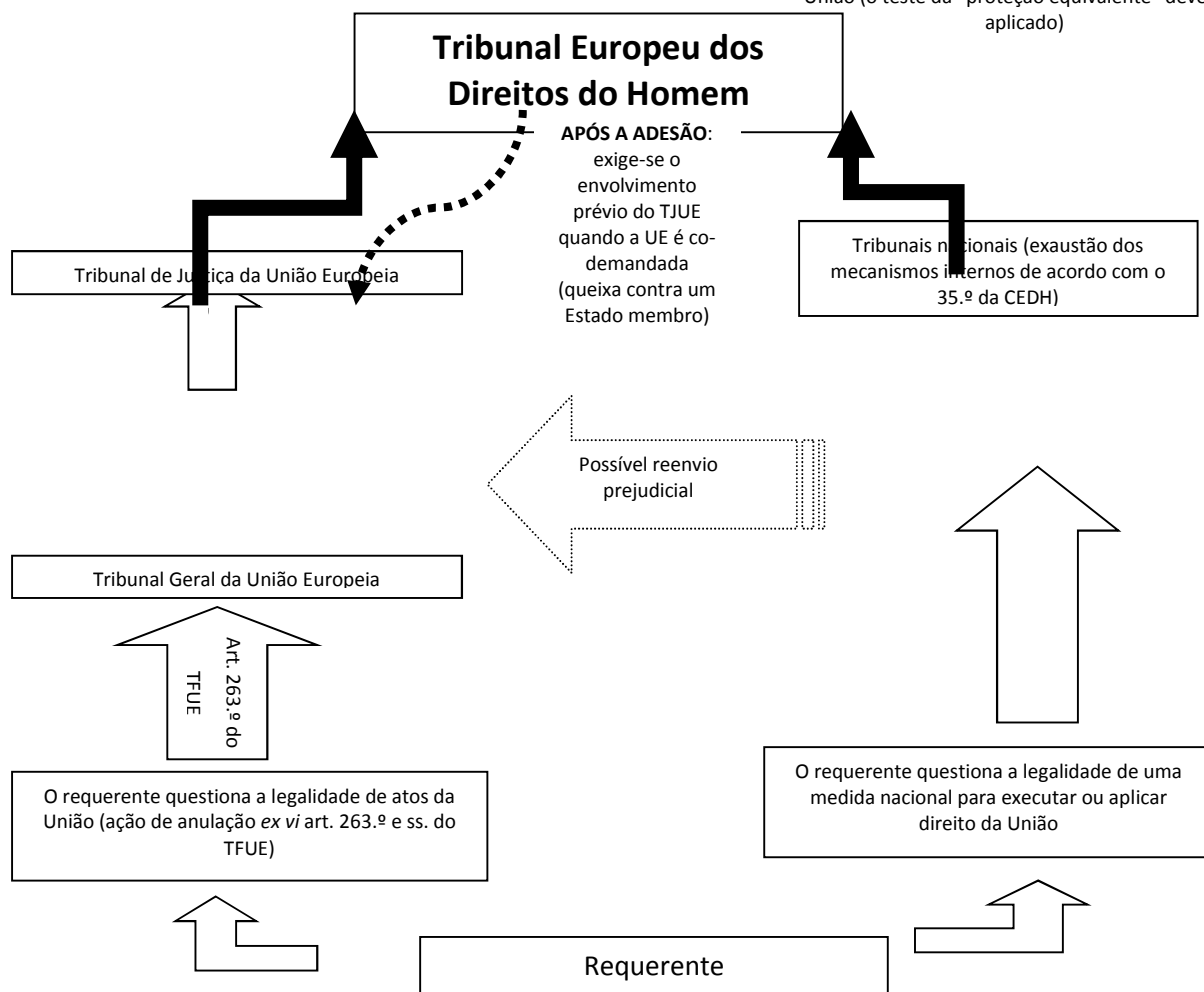 União (o teste da "proteção equivalente" deve
aplicado)
Tribunal Europeu dos
Direitos do Homem
APÓS A ADESÃO:
exige-se o
envolvimento
prévio do TJUE
quando a UE é co-
demandada
(queixa contra um
Estado membro)
Tribunal de Justiça da União Europeia
Tribunais nacionais (exaustão dos
mecanismos internos de acordo com o
35.º da CEDH)
Possível reenvio
prejudicial
Tribunal Geral da União Europeia
Art. 263.º do
TFUE
O requerente questiona a legalidade de atos da
União (ação de anulação ex vi art. 263.º e ss. do
TFUE)
O requerente questiona a legalidade de uma
medida nacional para executar ou aplicar
direito da União
Requerente